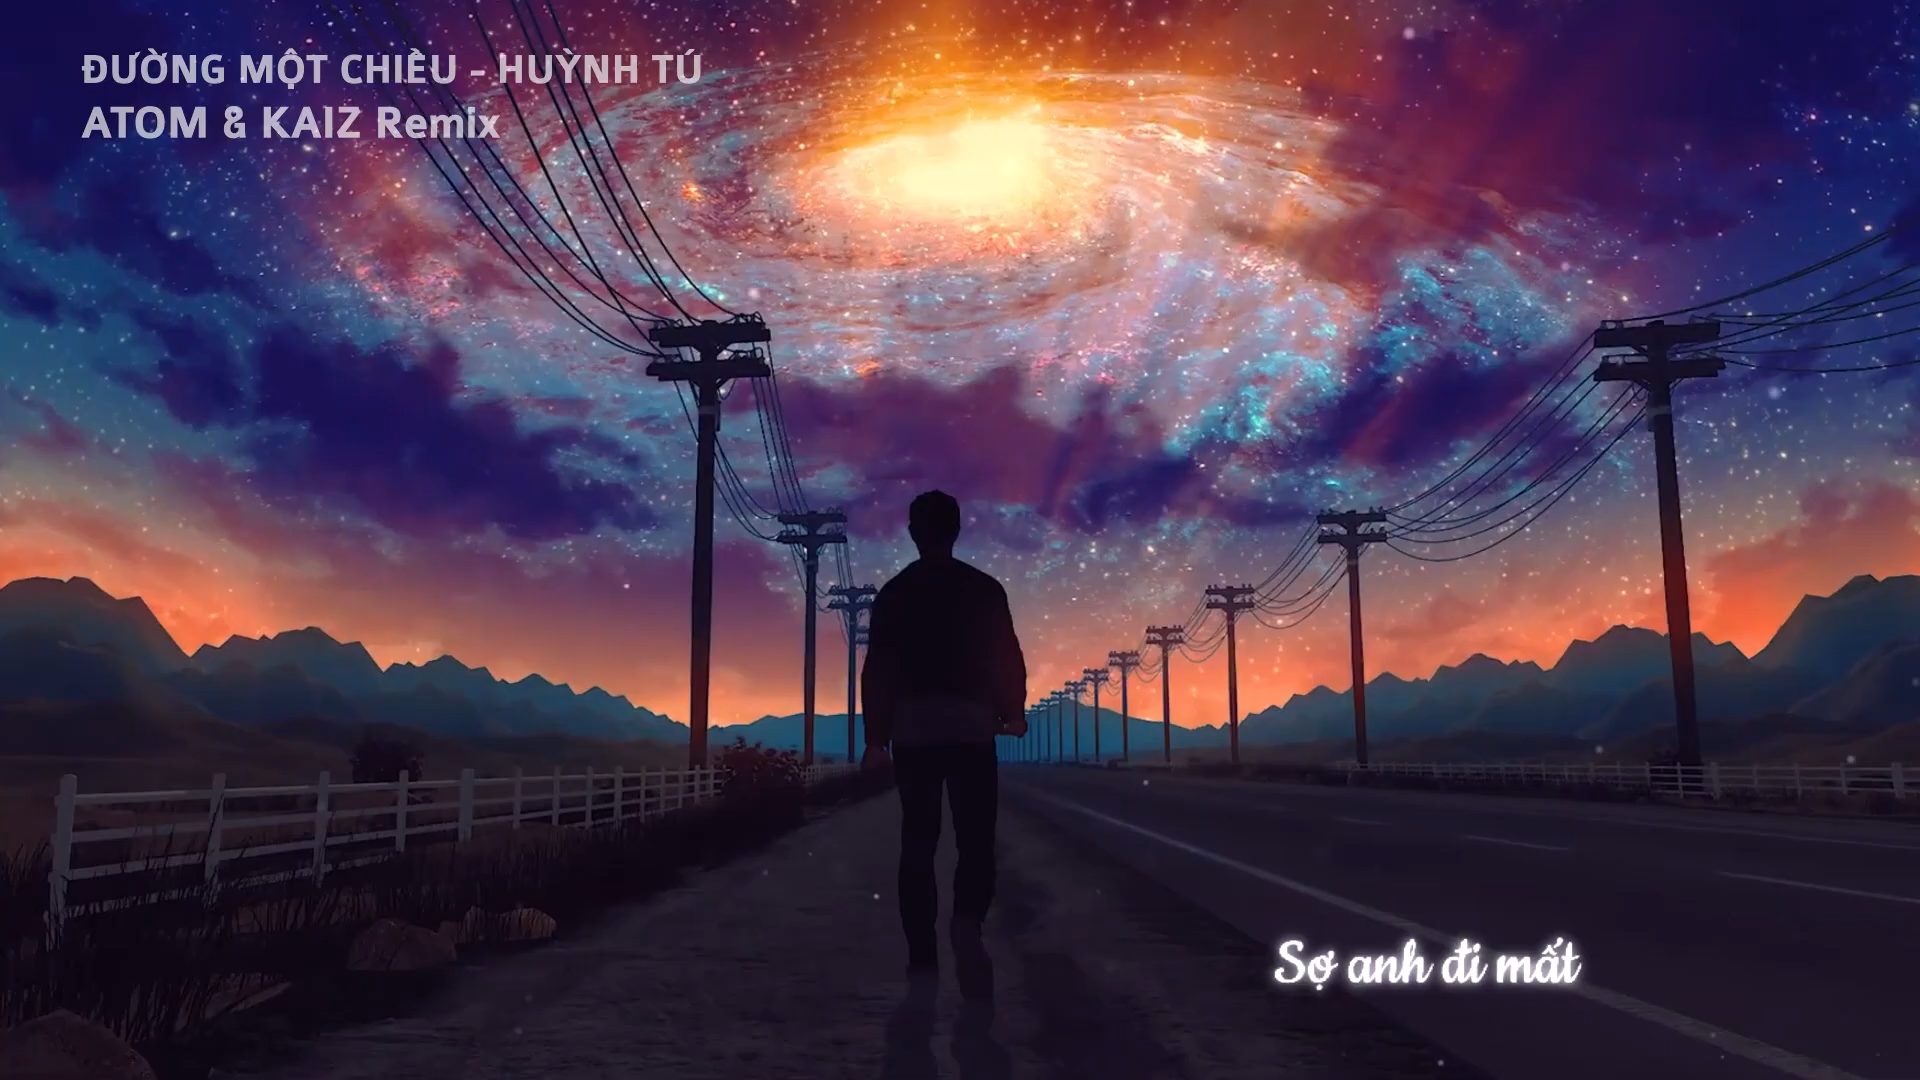 ĐƯỜNG MỘT CHIỀU - HUỲNH TÚ
ATOM & KAIZ Remix
Sợ anh đi mất